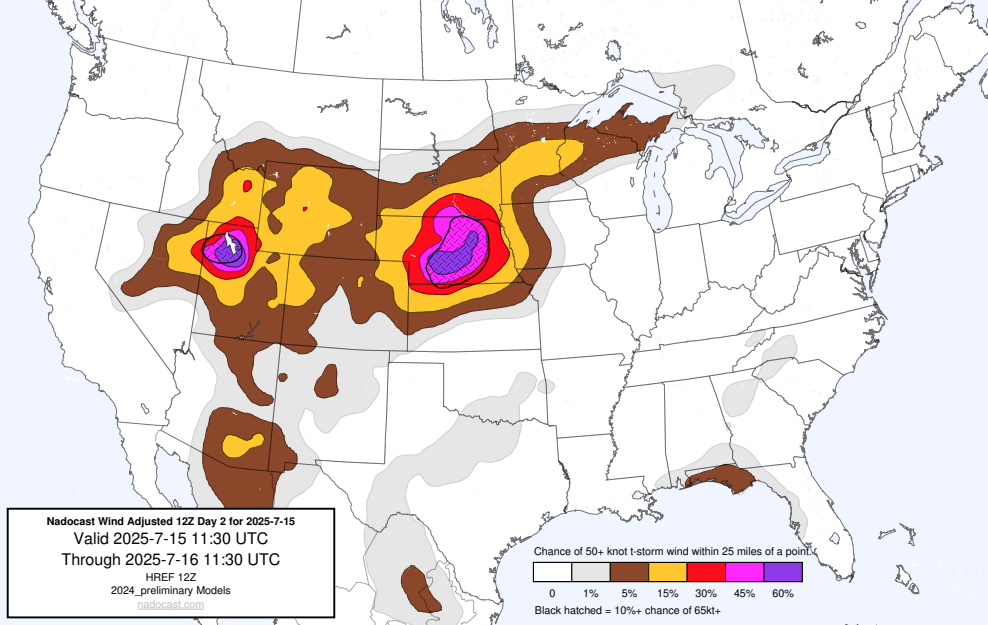 Nadocast Wind Adjusted 12Z Day 2 for 2025-7-15
Valid 2025-7-15 11:30 UTC
Through 2025-7-16 11:30 UTC
HREF 12Z
2024_preliminary Models
nadocast.com
Chance of 50+ knot t-storm wind within 25 miles of a point.
0 1% 5% 15% 30% 45% 60%
Black hatched = 10%+ chance of 65kt+